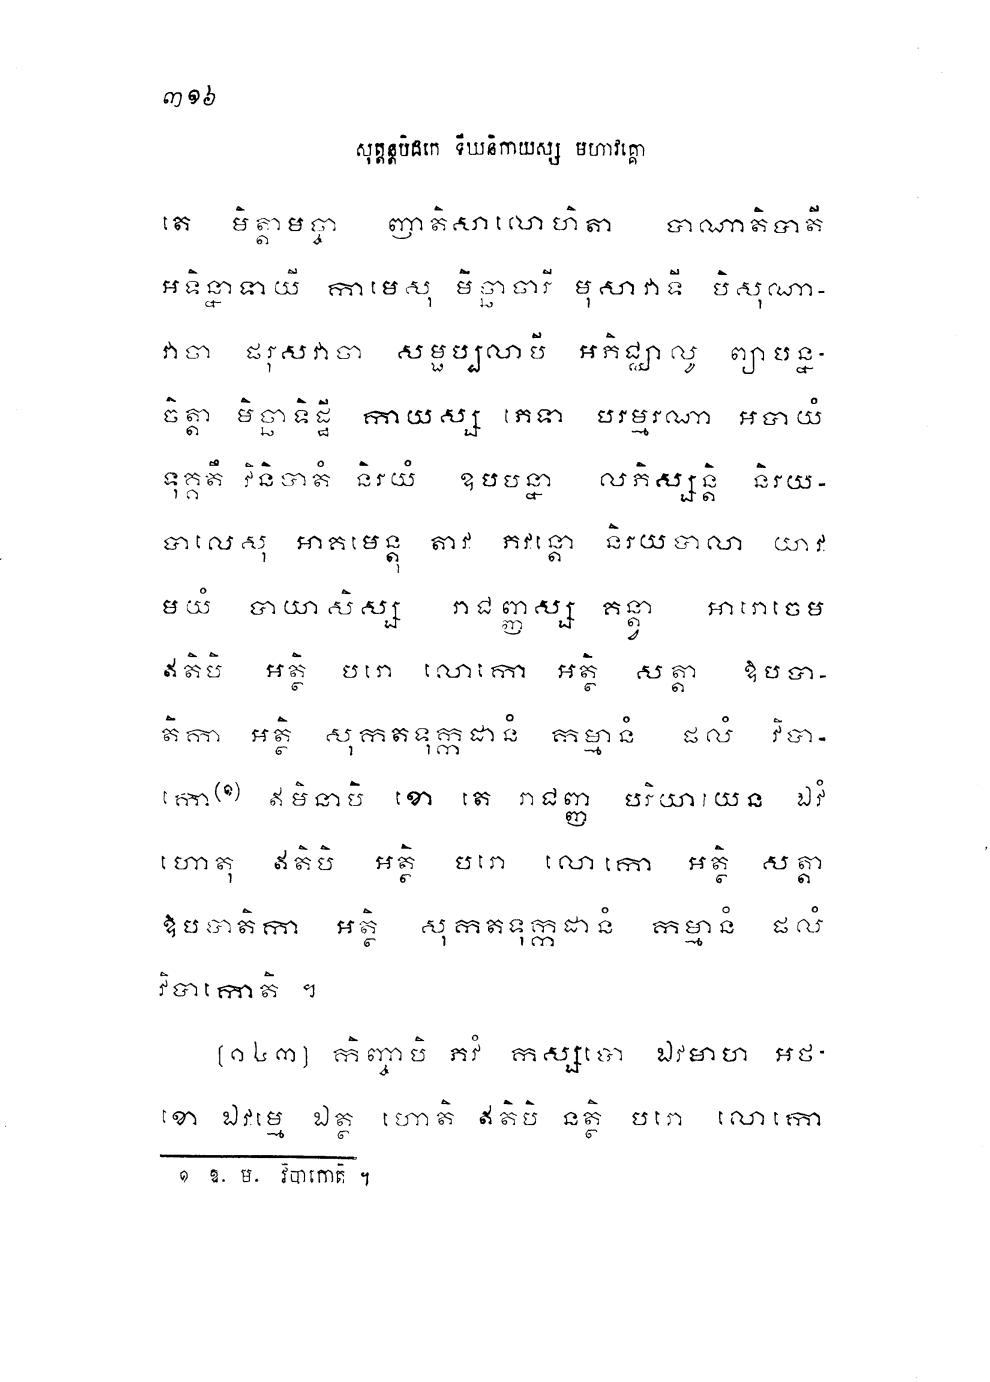 ៣១៦
សុត្តន្តបិដកេ ទីឃនិកាយស្ស មហាវគ្គោ
តេ មិត្តាមច្ចា ញាតិសាលោហិតា បាណាតិបាតី
អទិន្នាទាយី កាមេសុ មិច្ឆាចារី មុសាវាទី បិសុណា-
វាចា ផរុសវាចា សម្ផប្បលាបី អភិជ្ឈាលូ ព្យាបន្ន-
ចិត្តា មិច្ឆាទិដ្ឋី កាយស្ស ភេទា បរម្មរណា អបាយំ
ទុគ្គតឹ វិនិបាតំ និរយំ ឧបបន្នា លភិស្សន្តិ និរយ-
បាលេសុ អាគមេន្តុ តាវ ភវន្តោ និរយបាលា យាវ
មយំ បាយាសិស្ស រាជញ្ញស្ស គន្ត្វា អារោចេម
ឥតិបិ អត្ថិ បរោ លោកោ អត្ថិ សត្តា ឱបបា-
តិកា អត្ថិ សុកតទុក្កដានំ កម្មានំ ផលំ វិបា-
កោ(១) ឥមិនាបិ ខោ តេ រាជញ្ញ បរិយាយេន ឯវំ
ហោតុ ឥតិបិ អត្ថិ បរោ លោកោ អត្ថិ សត្តា
ឱបបាតិកា អត្ថិ សុកតទុក្កដានំ កម្មានំ ផលំ
វិបាកោតិ ។
[១៤៣] កិញ្ចាបិ ភវំ កស្សបោ ឯវមាហ អថ-
ខោ ឯវម្មេ ឯត្ថ ហោតិ ឥតិបិ នត្ថិ បរោ លោកោ
១ ឱ. ម. វិបាកោតិ ។